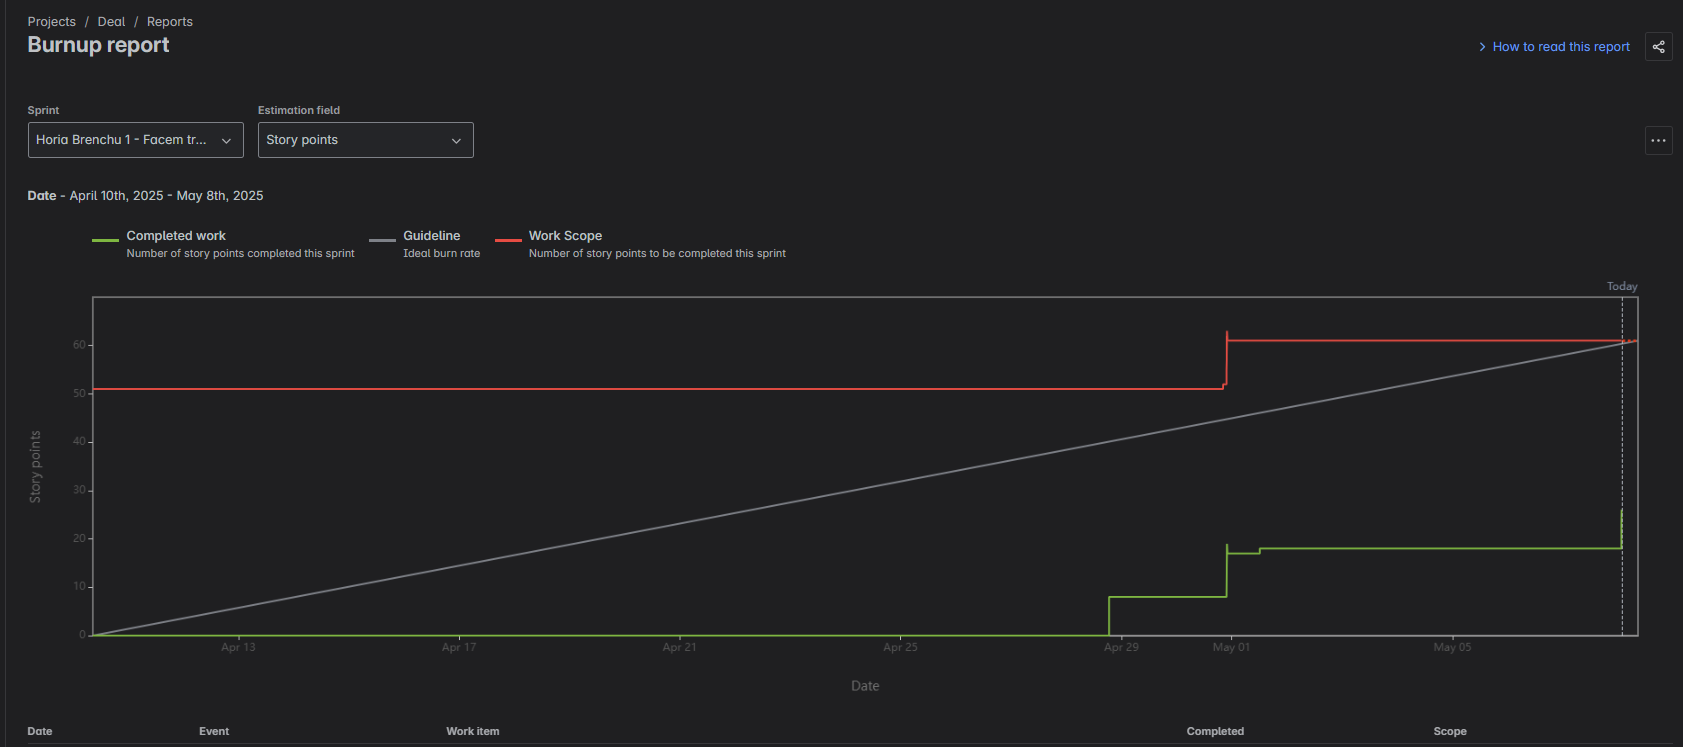 Projects / Deal / Reports
Burnup report
How to read this report
Sprint
Estimation field
Horia Brenchu 1 - Facem tr...
Story points
Date - April 10th, 2025 - May 8th, 2025
Completed work
Number of story points completed this sprint
Guideline
Ideal burn rate
Work Scope
Number of story points to be completed this sprint
Today
60
50
40
30
20
10
0
Story points
Apr 13
Apr 17
Apr 21
Apr 25
Apr 29
May 01
May 05
Date
Date Event Work item Completed Scope